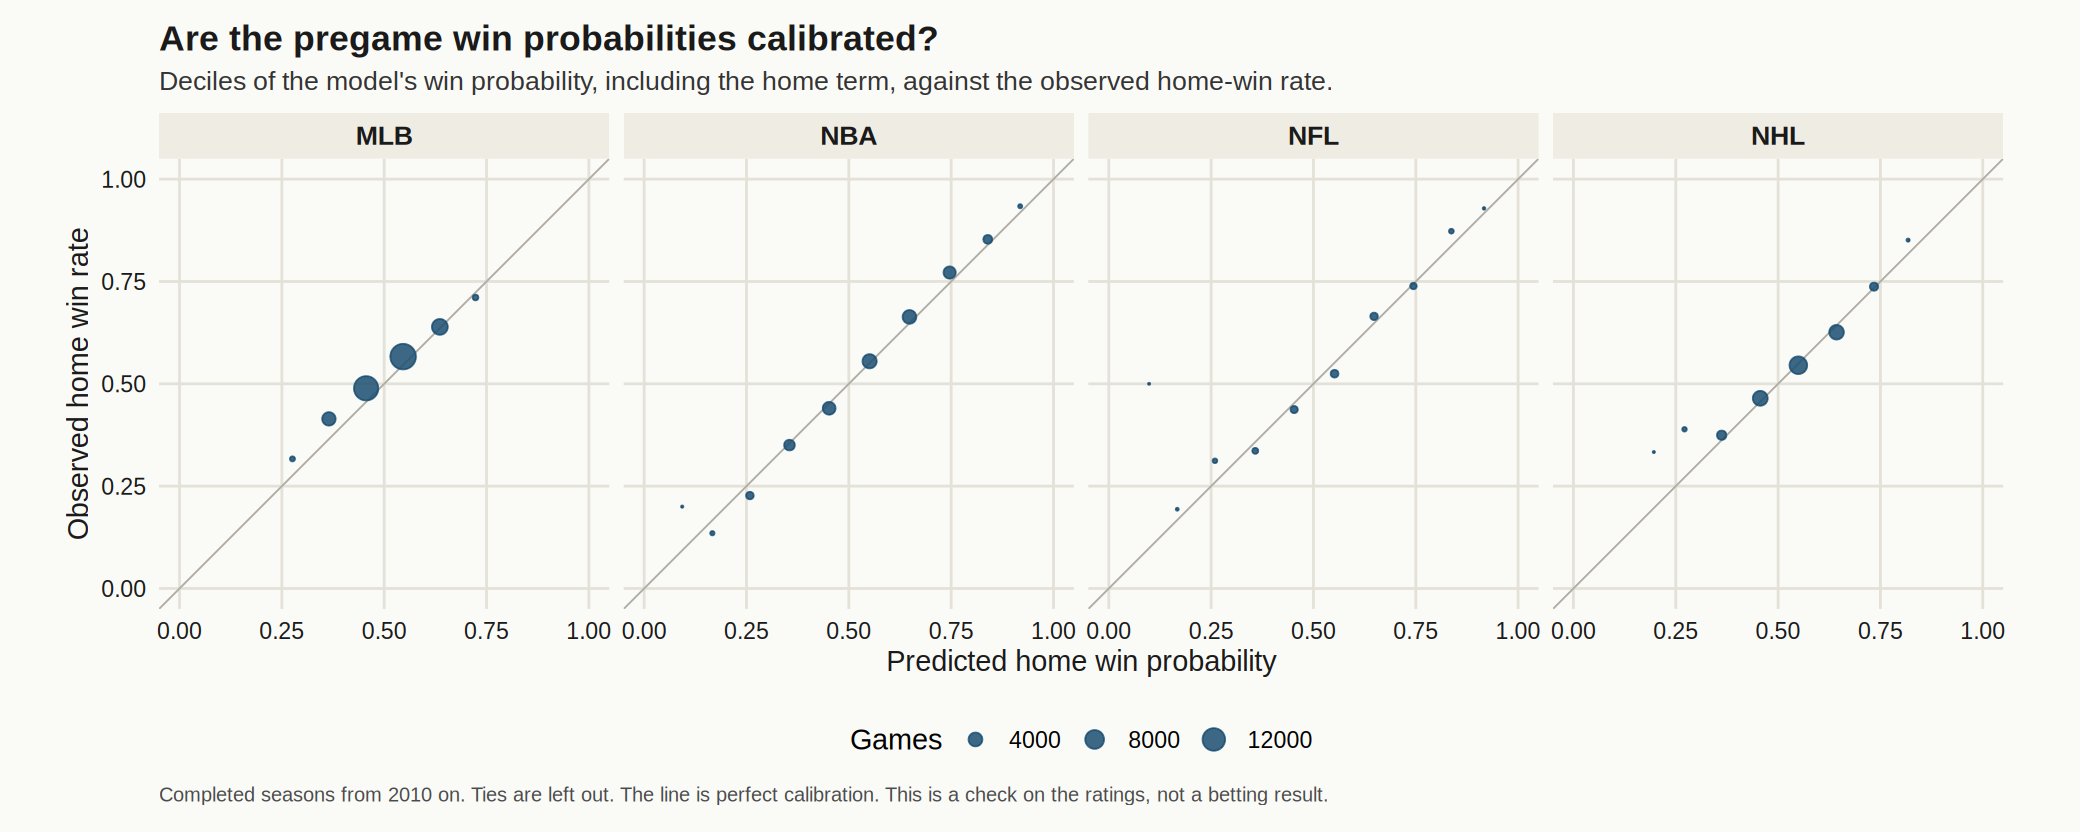 Are the pregame win probabilities calibrated?
Deciles of the model's win probability, including the home term, against the observed home-win rate.
MLB NBA NFL NHL
Observed home win rate
1.00
0.75
0.50
0.25
0.00
0.00 0.25 0.50 0.75 1.00 0.00 0.25 0.50 0.75 1.00 0.00 0.25 0.50 0.75 1.00 0.00 0.25 0.50 0.75 1.00
Predicted home win probability
Games 4000 8000 12000
Completed seasons from 2010 on. Ties are left out. The line is perfect calibration. This is a check on the ratings, not a betting result.